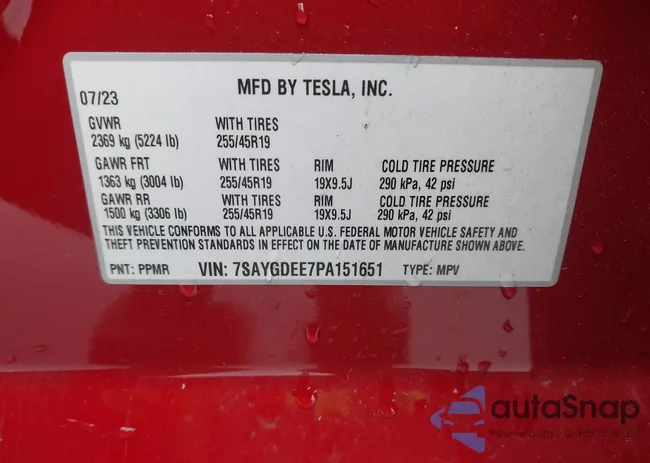 MFD BY TESLA, INC.
07/23
GVWR WITH TIRES
2369 kg (5224 lb) 255/45R19
GAWR FRT WITH TIRES RIM COLD TIRE PRESSURE
1363 kg (3004 lb) 255/45R19 19X9.5J 290 kPa, 42 psi
GAWR RR WITH TIRES RIM COLD TIRE PRESSURE
1500 kg (3306 lb) 255/45R19 19X9.5J 290 kPa, 42 psi
THIS VEHICLE CONFORMS TO ALL APPLICABLE U.S. FEDERAL MOTOR VEHICLE SAFETY AND
THEFT PREVENTION STANDARDS IN EFFECT ON THE DATE OF MANUFACTURE SHOWN ABOVE.
PNT: PPMR VIN: 7SAYGDEE7PA151651 TYPE: MPV
autaSnap
Pewne auta